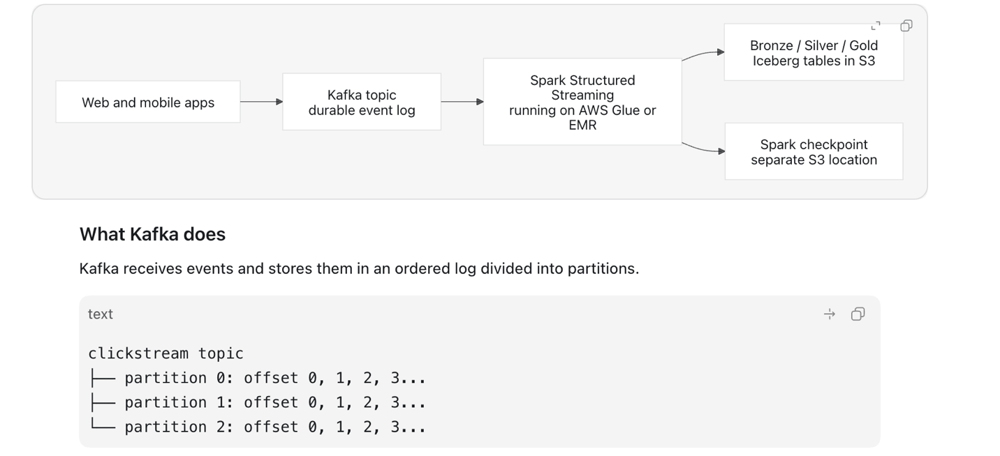 Web and mobile apps
Kafka topic
durable event log
Spark Structured
Streaming
running on AWS Glue or
EMR
Bronze / Silver / Gold
Iceberg tables in S3
Spark checkpoint
separate S3 location
What Kafka does
Kafka receives events and stores them in an ordered log divided into partitions.
text
clickstream topic
├── partition 0: offset 0, 1, 2, 3...
├── partition 1: offset 0, 1, 2, 3...
└── partition 2: offset 0, 1, 2, 3...